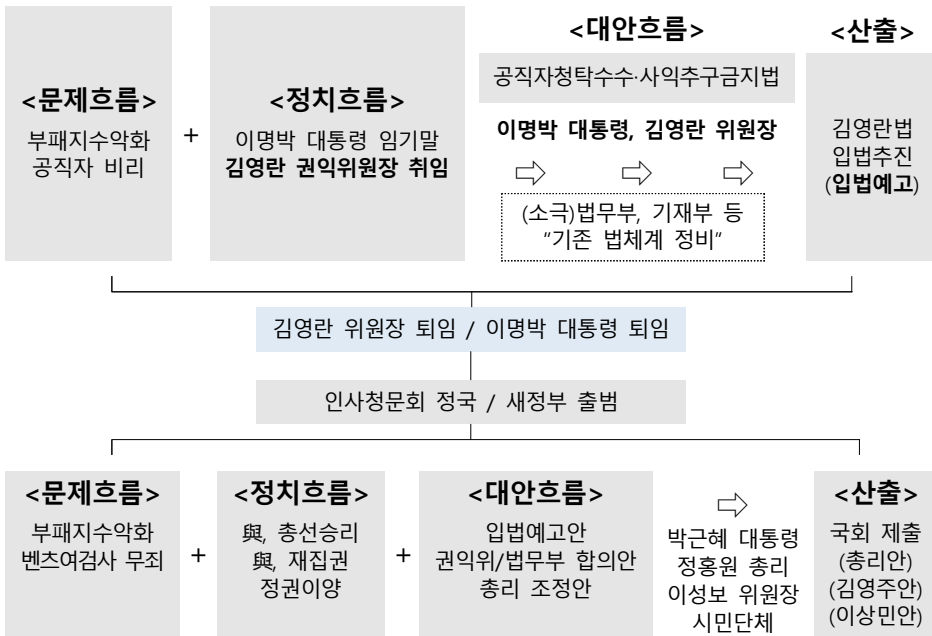 <문제흐름>
부패지수악화
공직자 비리
+
<정치흐름>
이명박 대통령 임기말
김영란 권익위원장 취임
<대안흐름>
공직자청탁수수·사익추구금지법
이명박 대통령, 김영란 위원장
(소극)법무부, 기재부 등
“기존 법체계 정비”
<산출>
김영란법
입법추진
(입법예고)
김영란 위원장 퇴임 / 이명박 대통령 퇴임
인사청문회 정국 / 새정부 출범
<문제흐름>
부패지수악화
벤츠여검사 무죄
+
<정치흐름>
與, 총선승리
與, 재집권
정권이양
+
<대안흐름>
입법예고안
권익위/법무부 합의안
총리 조정안
박근혜 대통령
정홍원 총리
이성보 위원장
시민단체
<산출>
국회 제출
(총리안)
(김영주안)
(이상민안)